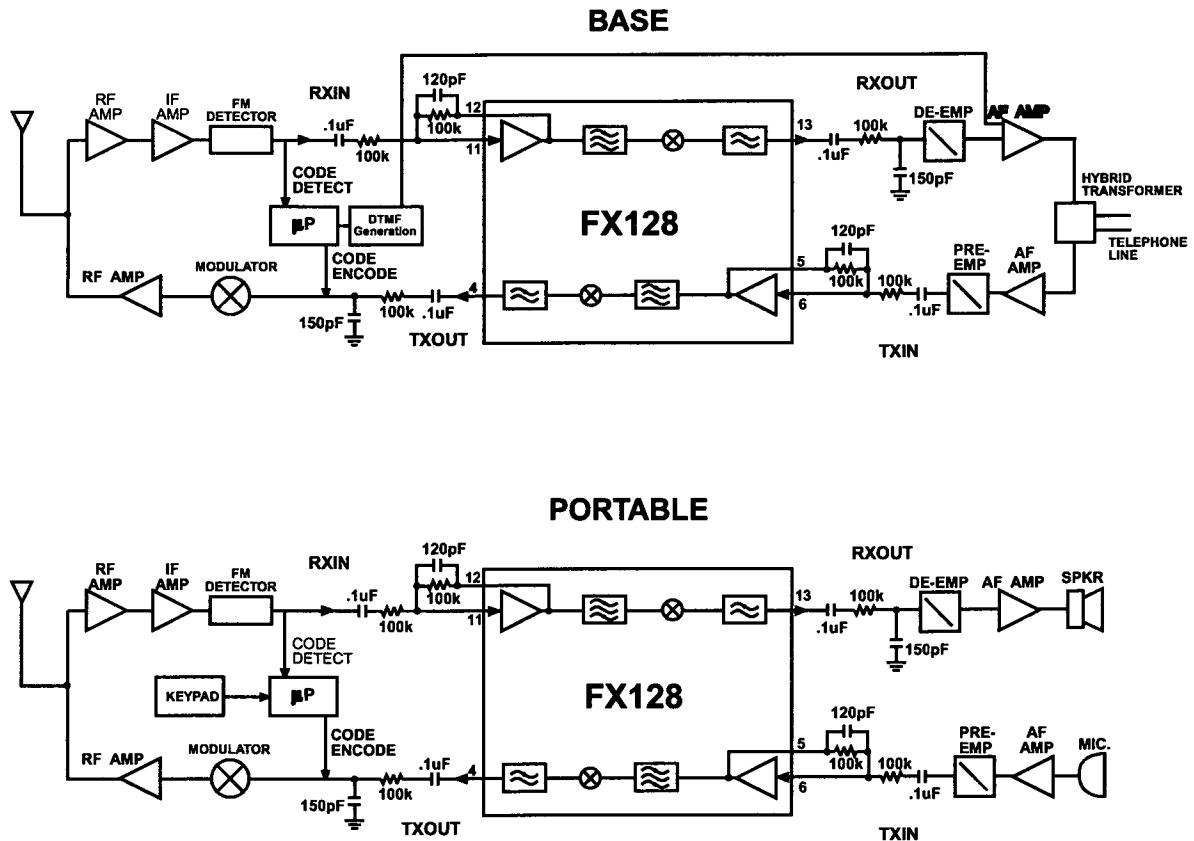 BASE
RF
AMP
IF
AMP
FM
DETECTOR
RXIN
.1uF
100k
120pF
12
100k
11
CODE
DETECT
µP
DTMF
Generation
CODE
ENCODE
RF AMP
MODULATOR
150pF
100k
.1uF
4
TXOUT
FX128
13
RXOUT
.1uF
100k
150pF
DE-EMP
AF AMP
HYBRID
TRANSFORMER
TELEPHONE
LINE
120pF
5
100k
6
100k
.1uF
PRE-
EMP
AF
AMP
TXIN
PORTABLE
RF
AMP
IF
AMP
FM
DETECTOR
RXIN
.1uF
100k
120pF
12
100k
11
CODE
DETECT
KEYPAD
µP
CODE
ENCODE
RF AMP
MODULATOR
150pF
100k
.1uF
4
TXOUT
FX128
13
RXOUT
.1uF
100k
150pF
DE-EMP
AF AMP
SPKR
120pF
5
100k
6
100k
.1uF
PRE-
EMP
AF
AMP
MIC.
TXIN